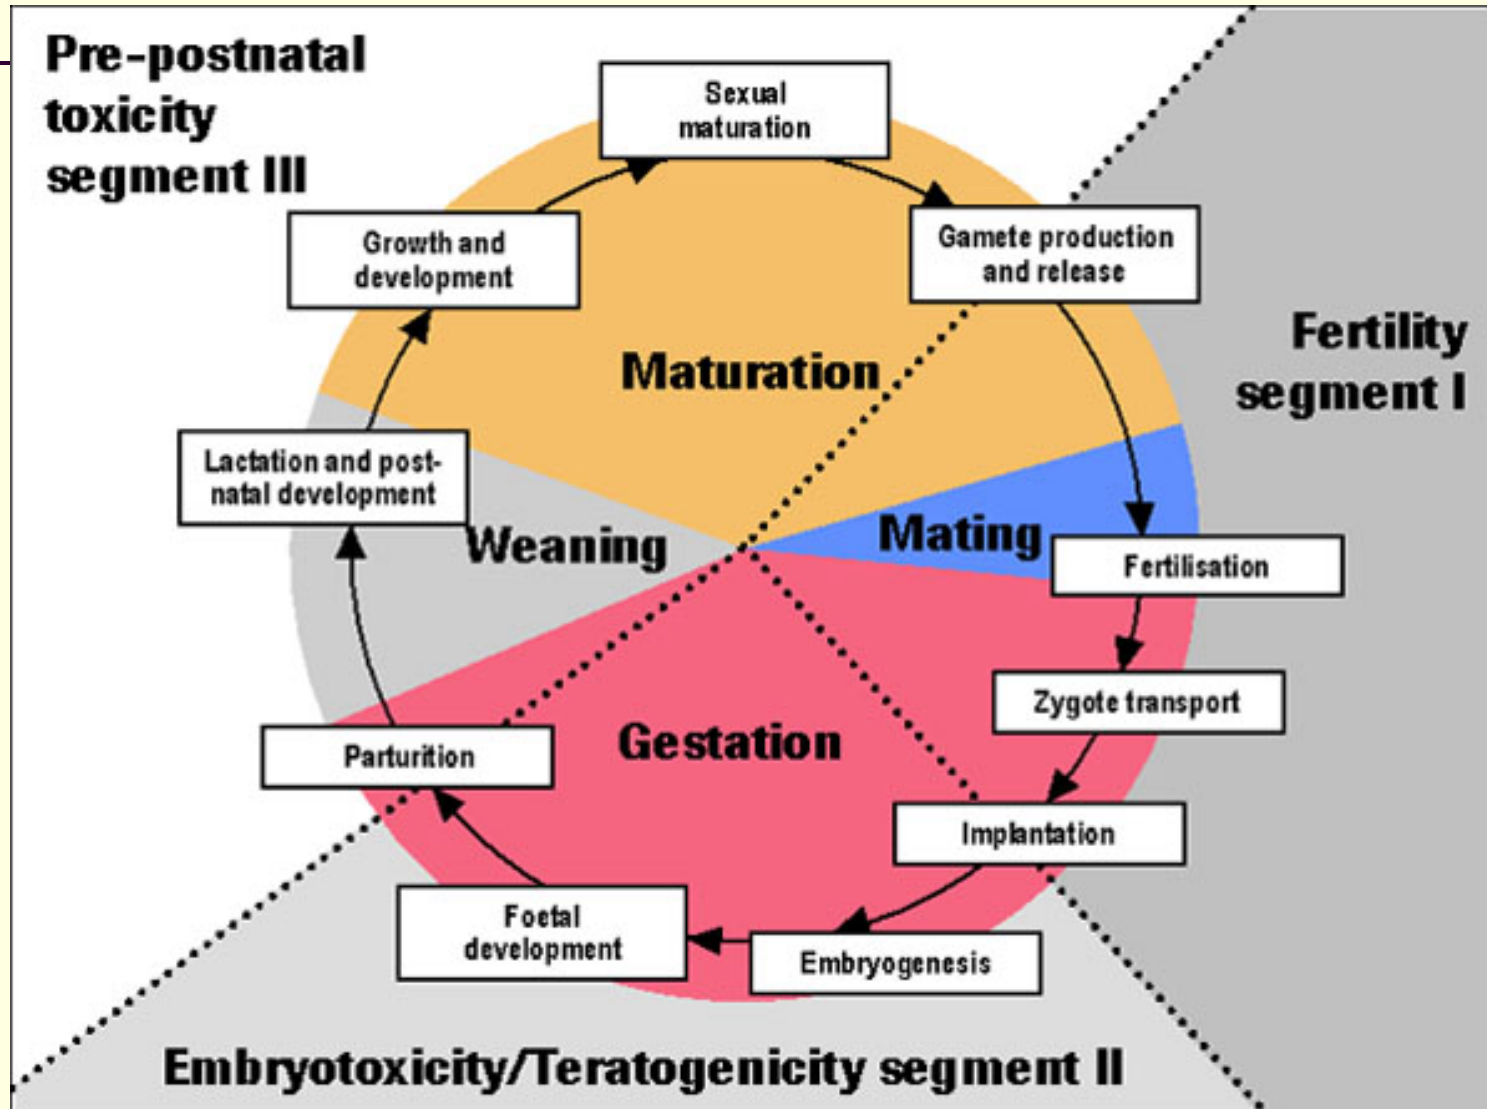 Pre-postnatal
toxicity
segment III
Sexual
maturation
Growth and
development
Gamete production
and release
Fertility
segment I
Maturation
Lactation and post-
natal development
Weaning
Mating
Fertilisation
Zygote transport
Gestation
Parturition
Implantation
Foetal
development
Embryogenesis
Embryotoxicity/Teratogenicity segment II